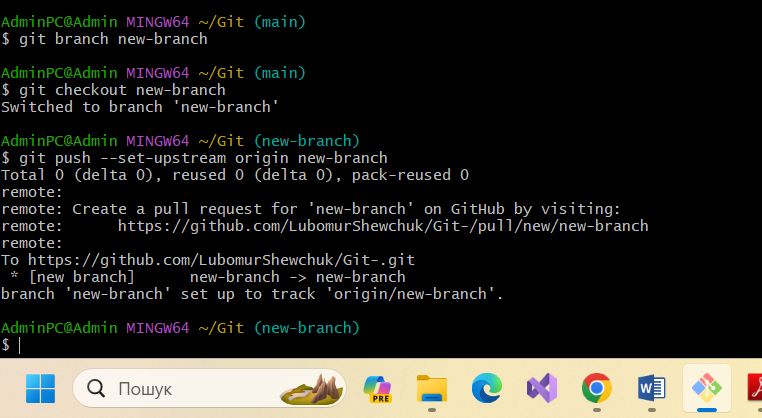 AdminPC@Admin MINGW64 ~/Git (main)
$ git branch new-branch
AdminPC@Admin MINGW64 ~/Git (main)
$ git checkout new-branch
Switched to branch 'new-branch'
AdminPC@Admin MINGW64 ~/Git (new-branch)
$ git push --set-upstream origin new-branch
Total 0 (delta 0), reused 0 (delta 0), pack-reused 0
remote:
remote: Create a pull request for 'new-branch' on GitHub by visiting:
remote:      https://github.com/LubomurShewchuk/Git-/pull/new/new-branch
remote:
To https://github.com/LubomurShewchuk/Git-.git
 * [new branch]      new-branch -> new-branch
branch 'new-branch' set up to track 'origin/new-branch'.
AdminPC@Admin MINGW64 ~/Git (new-branch)
$
Пошук
PRE
W